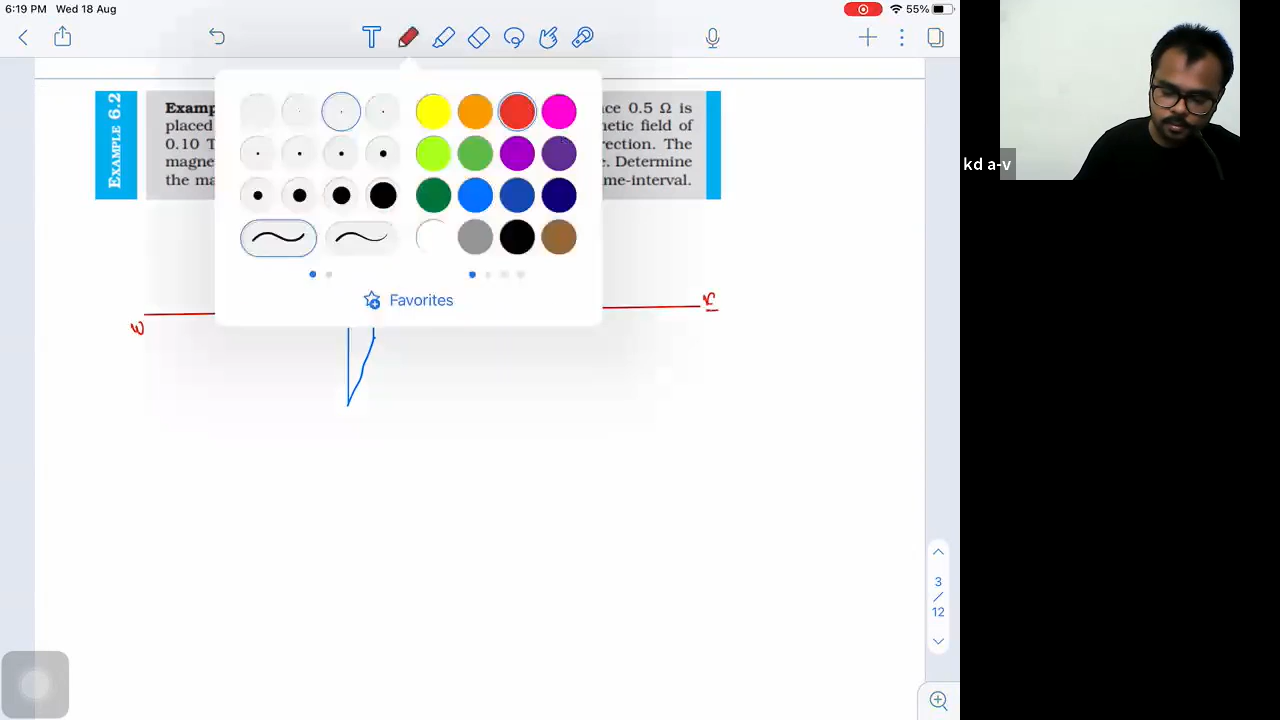 6:19 PM Wed 18 Aug
55%
EXAMPLE 6.2
Examp
ce 0.5 Ω is
placed
netic field of
0.10 T
rection. The
magne
e. Determine
the ma
me-interval.
Favorites
kd a-v
W
3
/
12